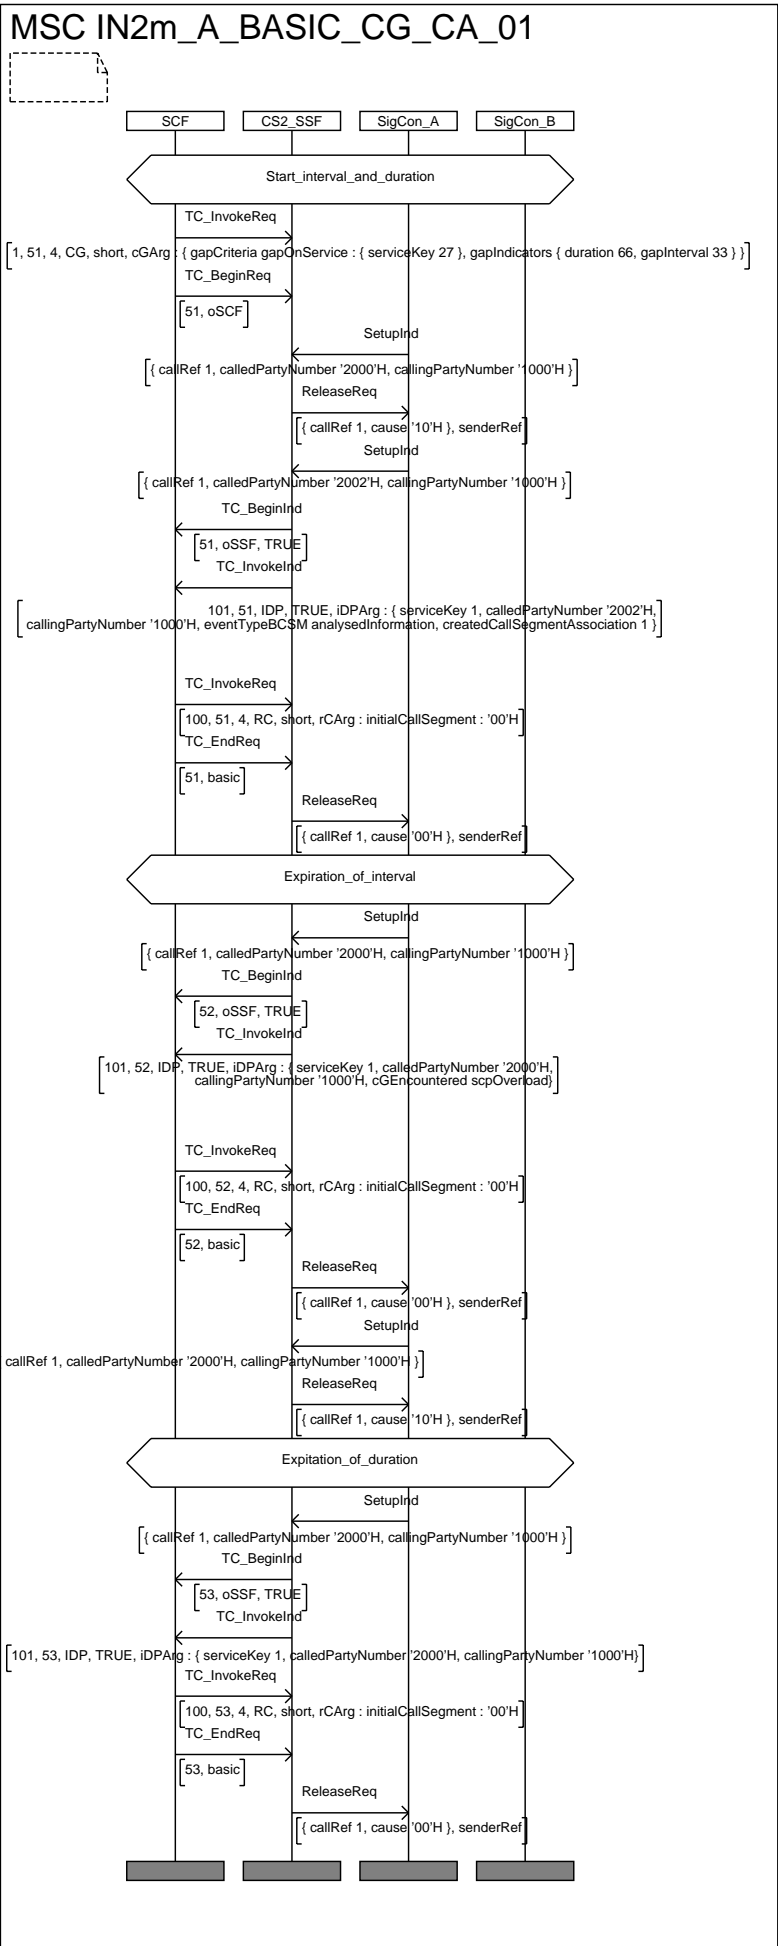 MSC IN2m_A_BASIC_CG_CA_01
SCF CS2_SSF SigCon_A SigCon_B
Start_interval_and_duration
TC_InvokeReq
1, 51, 4, CG, short, cGArg : { gapCriteria gapOnService : { serviceKey 27 }, gapIndicators { duration 66, gapInterval 33 } }
TC_BeginReq
51, oSCF
SetupInd
{ callRef 1, calledPartyNumber '2000'H, callingPartyNumber '1000'H }
ReleaseReq
{ callRef 1, cause '10'H }, senderRef
SetupInd
{ callRef 1, calledPartyNumber '2002'H, callingPartyNumber '1000'H }
TC_BeginInd
51, oSSF, TRUE
TC_InvokeInd
101, 51, IDP, TRUE, iDPArg : { serviceKey 1, calledPartyNumber '2002'H,
callingPartyNumber '1000'H, eventTypeBCSM analysedInformation, createdCallSegmentAssociation 1 }
TC_InvokeReq
100, 51, 4, RC, short, rCArg : initialCallSegment : '00'H
TC_EndReq
51, basic
ReleaseReq
{ callRef 1, cause '00'H }, senderRef
Expiration_of_interval
SetupInd
{ callRef 1, calledPartyNumber '2000'H, callingPartyNumber '1000'H }
TC_BeginInd
52, oSSF, TRUE
TC_InvokeInd
101, 52, IDP, TRUE, iDPArg : { serviceKey 1, calledPartyNumber '2000'H,
callingPartyNumber '1000'H, cGEncountered scpOverload}
TC_InvokeReq
100, 52, 4, RC, short, rCArg : initialCallSegment : '00'H
TC_EndReq
52, basic
ReleaseReq
{ callRef 1, cause '00'H }, senderRef
SetupInd
callRef 1, calledPartyNumber '2000'H, callingPartyNumber '1000'H }
ReleaseReq
{ callRef 1, cause '10'H }, senderRef
Expitation_of_duration
SetupInd
{ callRef 1, calledPartyNumber '2000'H, callingPartyNumber '1000'H }
TC_BeginInd
53, oSSF, TRUE
TC_InvokeInd
101, 53, IDP, TRUE, iDPArg : { serviceKey 1, calledPartyNumber '2000'H, callingPartyNumber '1000'H}
TC_InvokeReq
100, 53, 4, RC, short, rCArg : initialCallSegment : '00'H
TC_EndReq
53, basic
ReleaseReq
{ callRef 1, cause '00'H }, senderRef